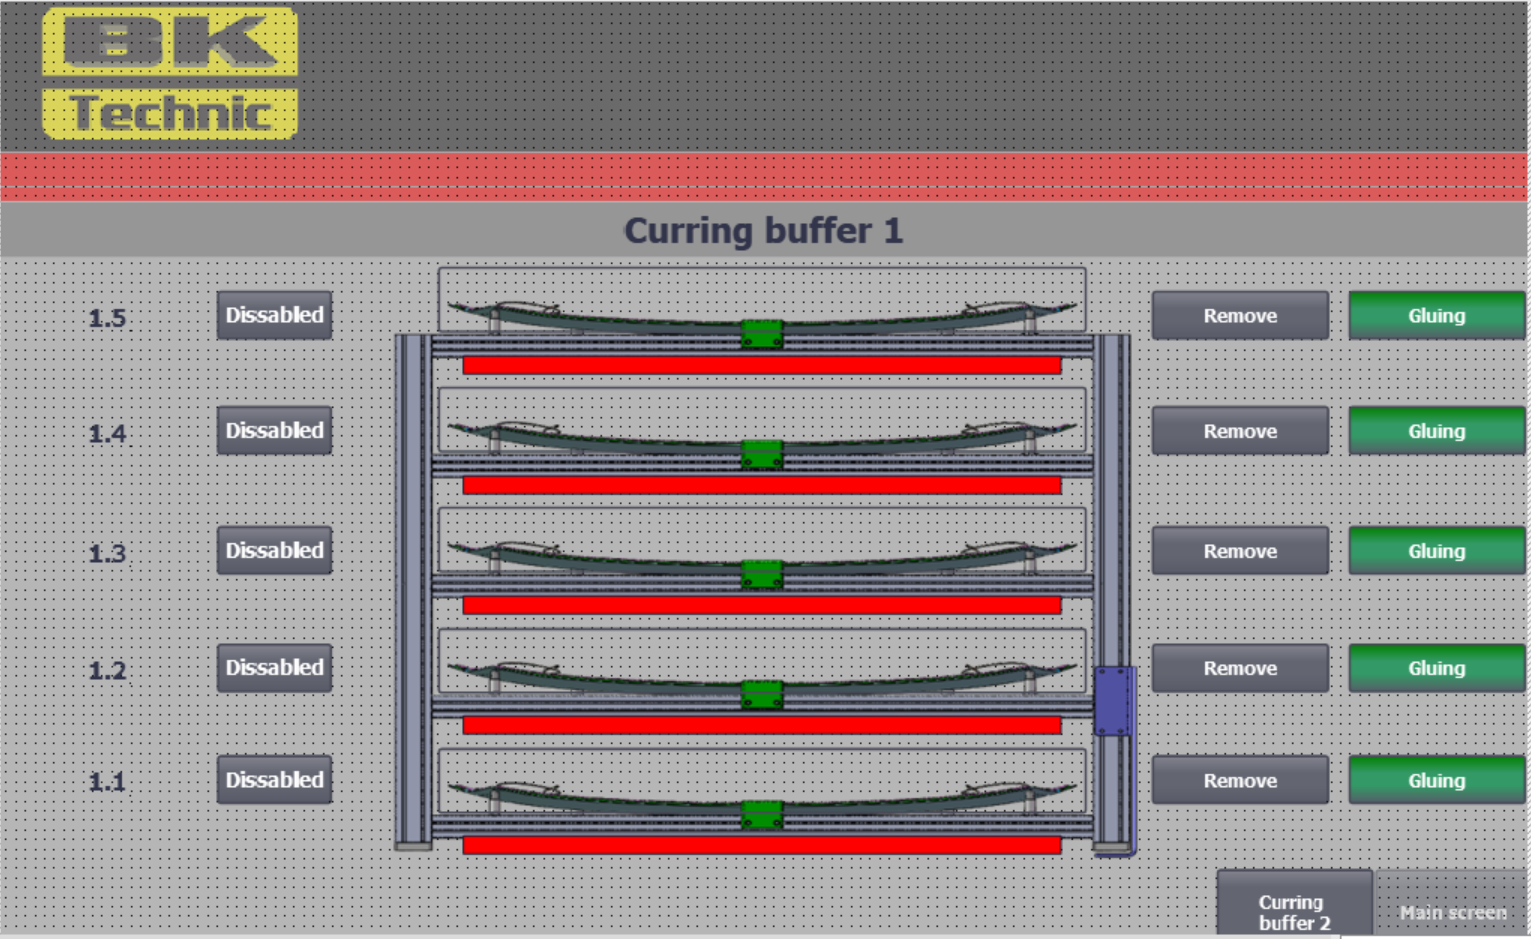 BK
Technic
Curring buffer 1
1.5 Dissabled Remove Gluing
1.4 Dissabled Remove Gluing
1.3 Dissabled Remove Gluing
1.2 Dissabled Remove Gluing
1.1 Dissabled Remove Gluing
Curring
buffer 2
Main screen